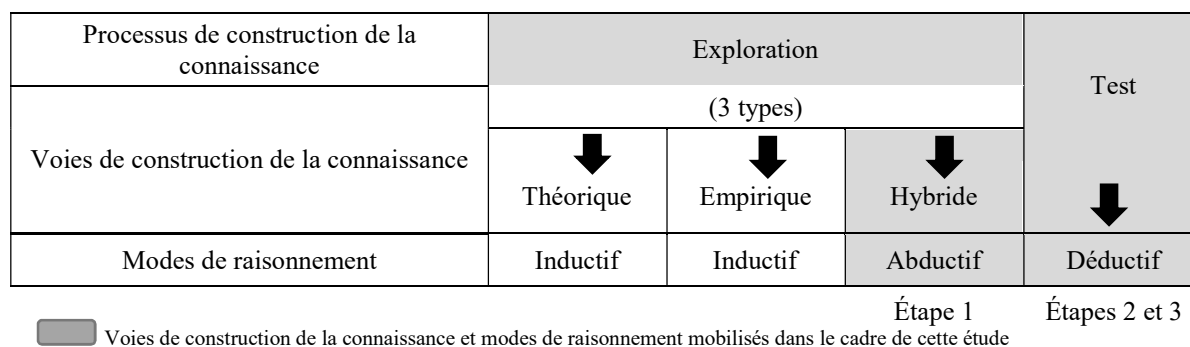 Processus de construction de la
connaissance
Exploration
Test
(3 types)
Voies de construction de la connaissance
Théorique
Empirique
Hybride
Modes de raisonnement
Inductif
Inductif
Abductif
Déductif
Étape 1
Étapes 2 et 3
Voies de construction de la connaissance et modes de raisonnement mobilisés dans le cadre de cette étude